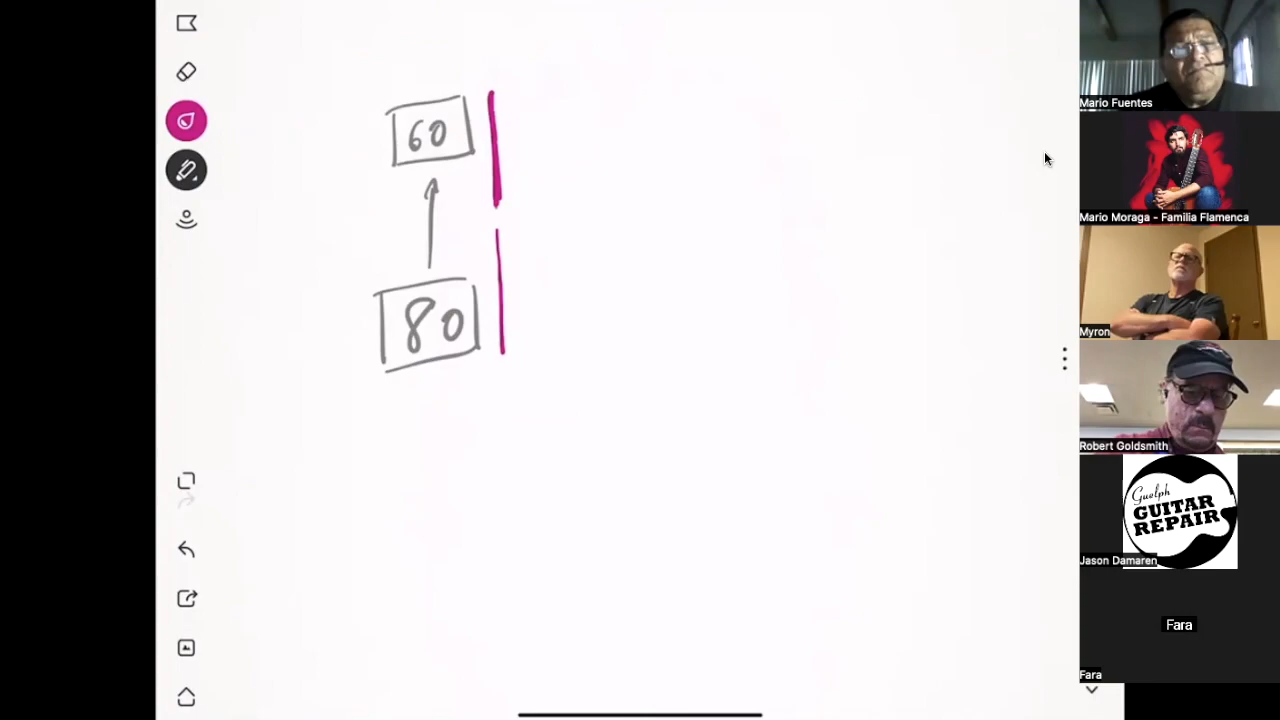 60
80
Mario Fuentes
Mario Moraga - Familia Flamenca
Myron
Robert Goldsmith
Guelph
GUITAR
REPAIR
Jason Damaren
Fara
Fara